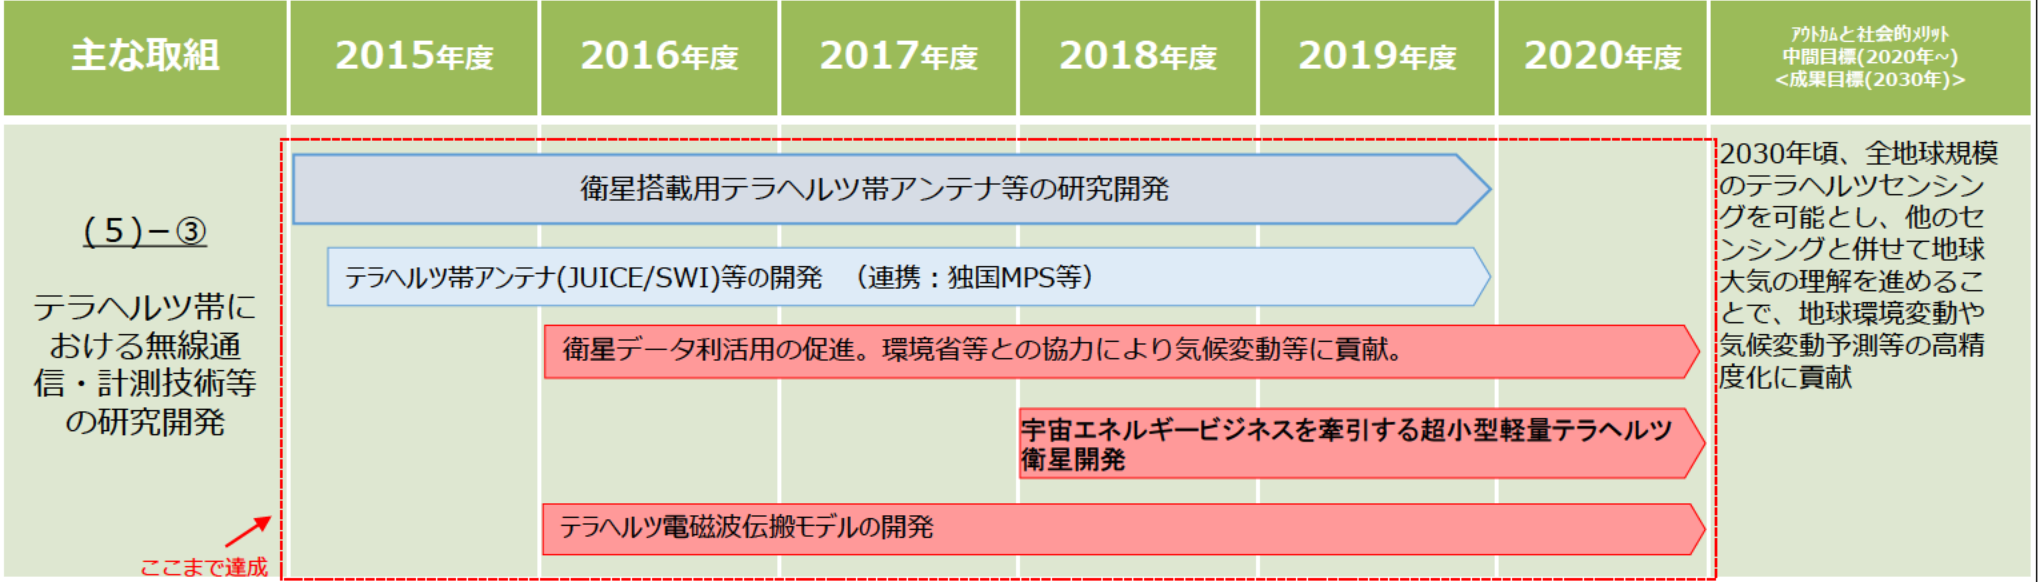 主な取組
2015年度
2016年度
2017年度
2018年度
2019年度
2020年度
ｱｳﾄｶﾑと社会的ﾒﾘｯﾄ
中間目標(2020年~)
<成果目標(2030年)>
(５)－③
テラヘルツ帯に
おける無線通
信・計測技術等
の研究開発
衛星搭載用テラヘルツ帯アンテナ等の研究開発
テラヘルツ帯アンテナ(JUICE/SWI)等の開発　（連携：独国MPS等）
衛星データ利活用の促進。環境省等との協力により気候変動等に貢献。
宇宙エネルギービジネスを牽引する超小型軽量テラヘルツ
衛星開発
テラヘルツ電磁波伝搬モデルの開発
ここまで達成
2030年頃、全地球規模
のテラヘルツセンシン
グを可能とし、他のセ
ンシングと併せて地球
大気の理解を進めるこ
とで、地球環境変動や
気候変動予測等の高精
度化に貢献